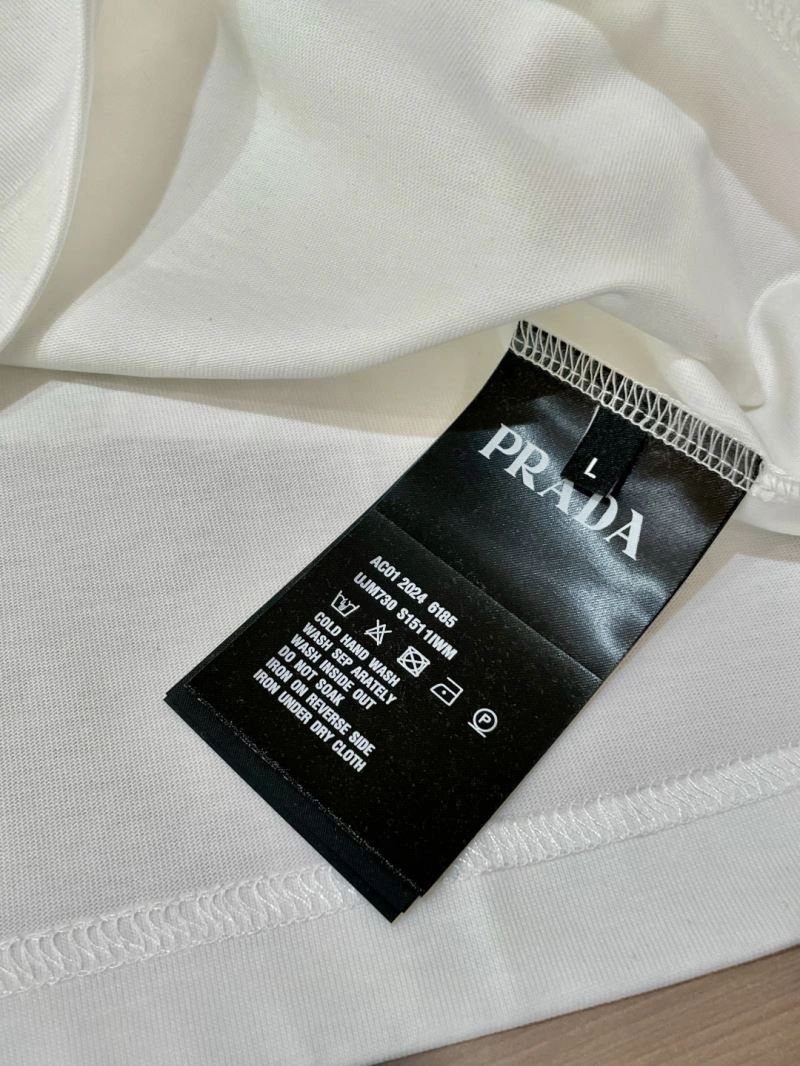 L
PRADA
AC01 2024 6185
UJM730 S1511IWM
P
COLD HAND WASH
WASH SEP ARATELY
WASH INSIDE OUT
DO NOT SOAK
IRON ON REVERSE SIDE
IRON UNDER DRY CLOTH